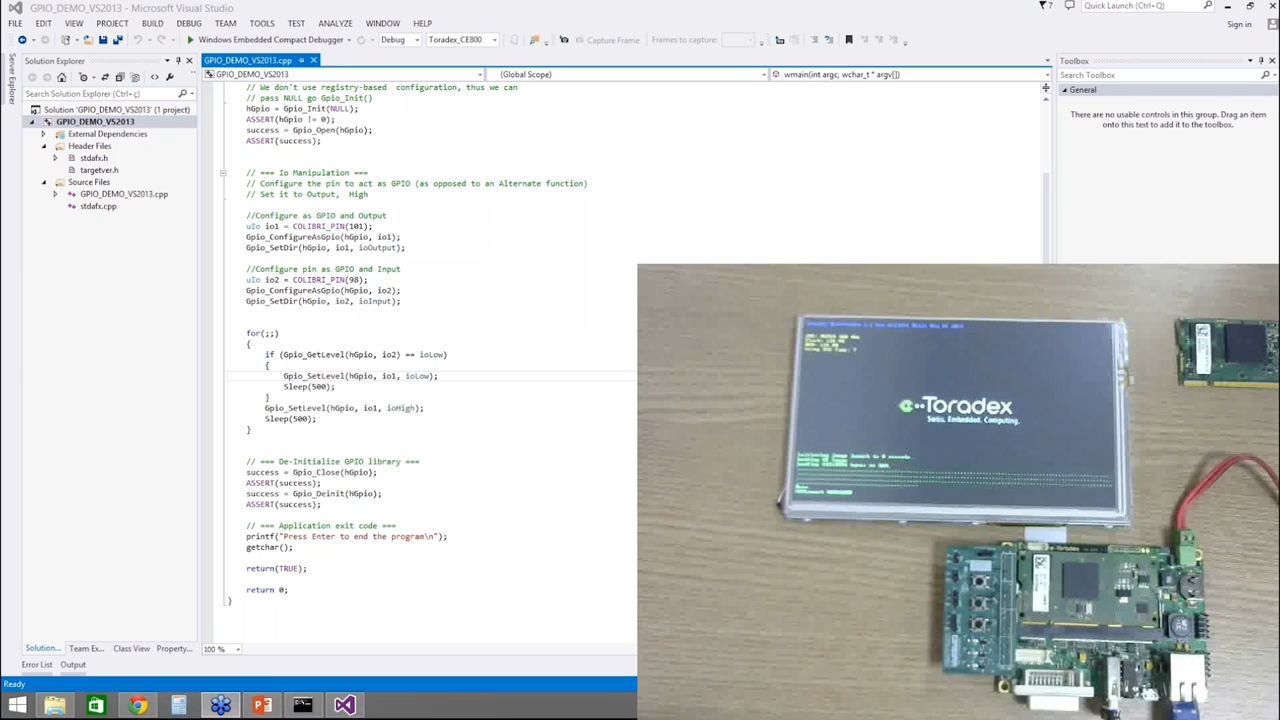 GPIO_DEMO_VS2013 - Microsoft Visual Studio
7
Quick Launch (Ctrl+Q)
FILE EDIT VIEW PROJECT BUILD DEBUG TEAM TOOLS TEST ANALYZE WINDOW HELP
Sign in
Windows Embedded Compact Debugger
Debug
Toradex_CE800
Capture Frame
Frames to capture:
Server Explorer
Solution Explorer
Search Solution Explorer (Ctrl+ç)
Solution 'GPIO_DEMO_VS2013' (1 project)
GPIO_DEMO_VS2013
External Dependencies
Header Files
stdafx.h
targetver.h
Source Files
GPIO_DEMO_VS2013.cpp
stdafx.cpp
Solution... Team Ex... Class View Property...
GPIO_DEMO_VS2013.cpp
GPIO_DEMO_VS2013
(Global Scope)
wmain(int argc, wchar_t * argv[])
// We don't use registry-based configuration, thus we can
// pass NULL go Gpio_Init()
hGpio = Gpio_Init(NULL);
ASSERT(hGpio != 0);
success = Gpio_Open(hGpio);
ASSERT(success);
// === Io Manipulation ===
// Configure the pin to act as GPIO (as opposed to an Alternate function)
// Set it to Output, High
//Configure as GPIO and Output
uIo io1 = COLIBRI_PIN(101);
Gpio_ConfigureAsGpio(hGpio, io1);
Gpio_SetDir(hGpio, io1, ioOutput);
//Configure pin as GPIO and Input
uIo io2 = COLIBRI_PIN(98);
Gpio_ConfigureAsGpio(hGpio, io2);
Gpio_SetDir(hGpio, io2, ioInput);
for(;;)
{
if (Gpio_GetLevel(hGpio, io2) == ioLow)
{
Gpio_SetLevel(hGpio, io1, ioLow);
Sleep(500);
}
Gpio_SetLevel(hGpio, io1, ioHigh);
Sleep(500);
}
// === De-Initialize GPIO library ===
success = Gpio_Close(hGpio);
ASSERT(success);
success = Gpio_Deinit(hGpio);
ASSERT(success);
// === Application exit code ===
printf("Press Enter to end the program\n");
getchar();
return(TRUE);
return 0;
}
100 %
Toolbox
Search Toolbox
General
There are no usable controls in this group. Drag an item
onto this text to add it to the toolbox.
Toradex
Swiss. Embedded. Computing.
Toradex
Error List Output
Ready